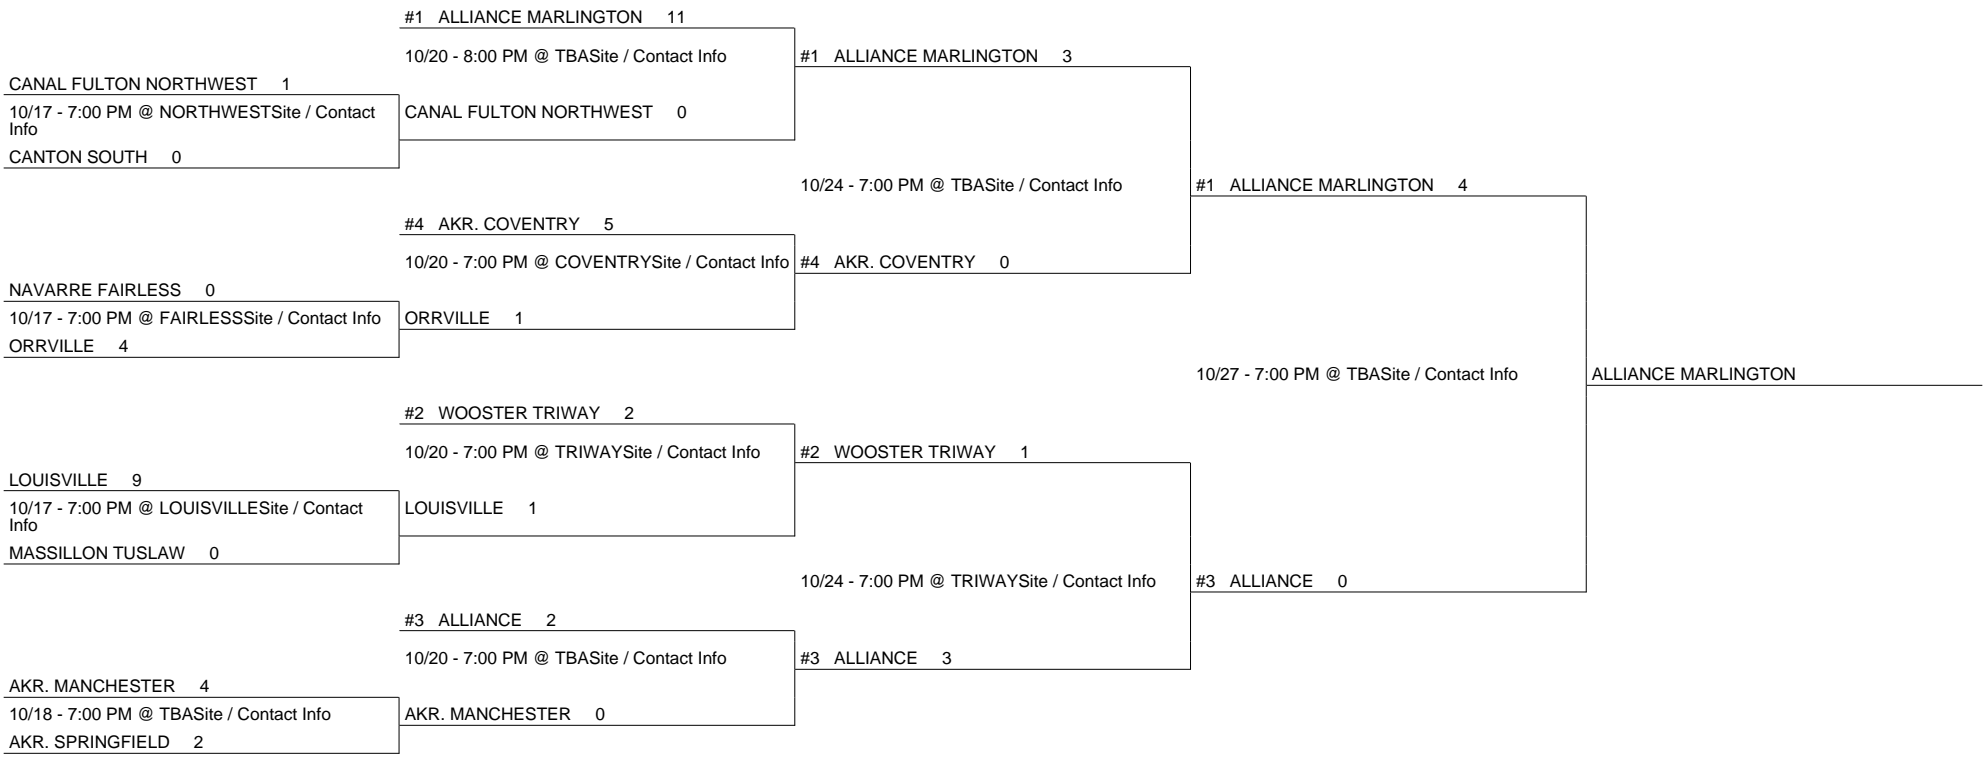 #1 ALLIANCE MARLINGTON 11
10/20 - 8:00 PM @ TBASite / Contact Info
#1 ALLIANCE MARLINGTON 3
CANAL FULTON NORTHWEST 1
10/17 - 7:00 PM @ NORTHWESTSite / Contact
Info
CANAL FULTON NORTHWEST 0
CANTON SOUTH 0
10/24 - 7:00 PM @ TBASite / Contact Info
#1 ALLIANCE MARLINGTON 4
#4 AKR. COVENTRY 5
10/20 - 7:00 PM @ COVENTRYSite / Contact Info
#4 AKR. COVENTRY 0
NAVARRE FAIRLESS 0
10/17 - 7:00 PM @ FAIRLESSSite / Contact Info
ORRVILLE 1
ORRVILLE 4
10/27 - 7:00 PM @ TBASite / Contact Info
ALLIANCE MARLINGTON
#2 WOOSTER TRIWAY 2
10/20 - 7:00 PM @ TRIWAYSite / Contact Info
#2 WOOSTER TRIWAY 1
LOUISVILLE 9
10/17 - 7:00 PM @ LOUISVILLESite / Contact
Info
LOUISVILLE 1
MASSILLON TUSLAW 0
10/24 - 7:00 PM @ TRIWAYSite / Contact Info
#3 ALLIANCE 0
#3 ALLIANCE 2
10/20 - 7:00 PM @ TBASite / Contact Info
#3 ALLIANCE 3
AKR. MANCHESTER 4
10/18 - 7:00 PM @ TBASite / Contact Info
AKR. MANCHESTER 0
AKR. SPRINGFIELD 2